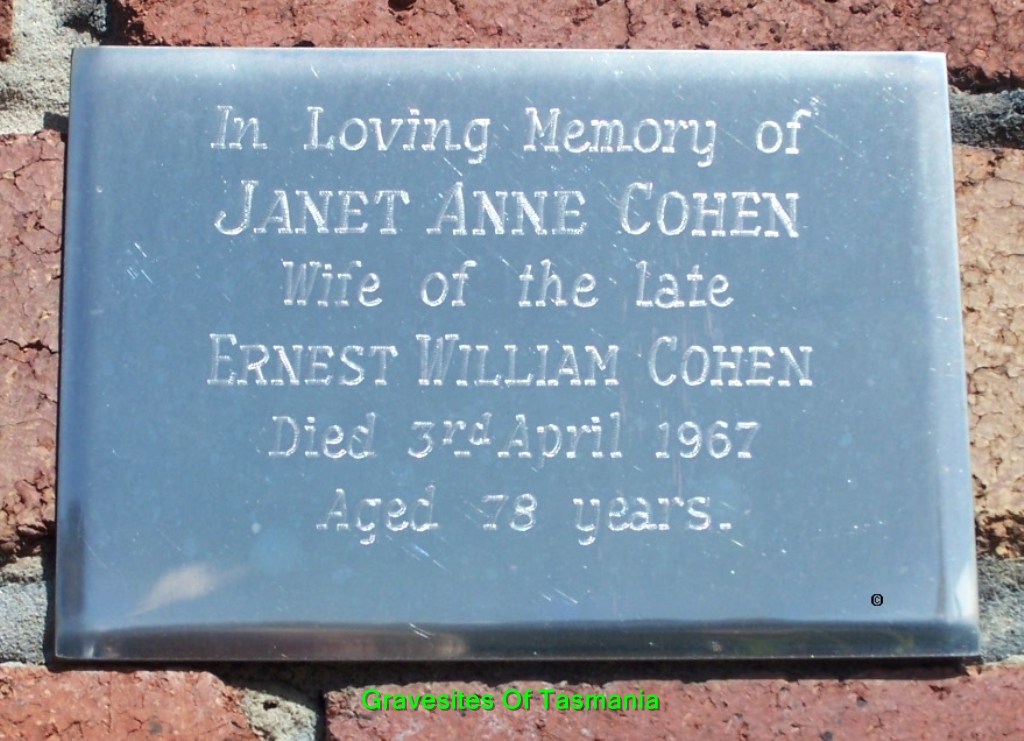 In Loving Memory of
JANET ANNE COHEN
Wife of the late
ERNEST WILLIAM COHEN
Died 3rd April 1967
Aged 78 years.
©
Gravesites Of Tasmania